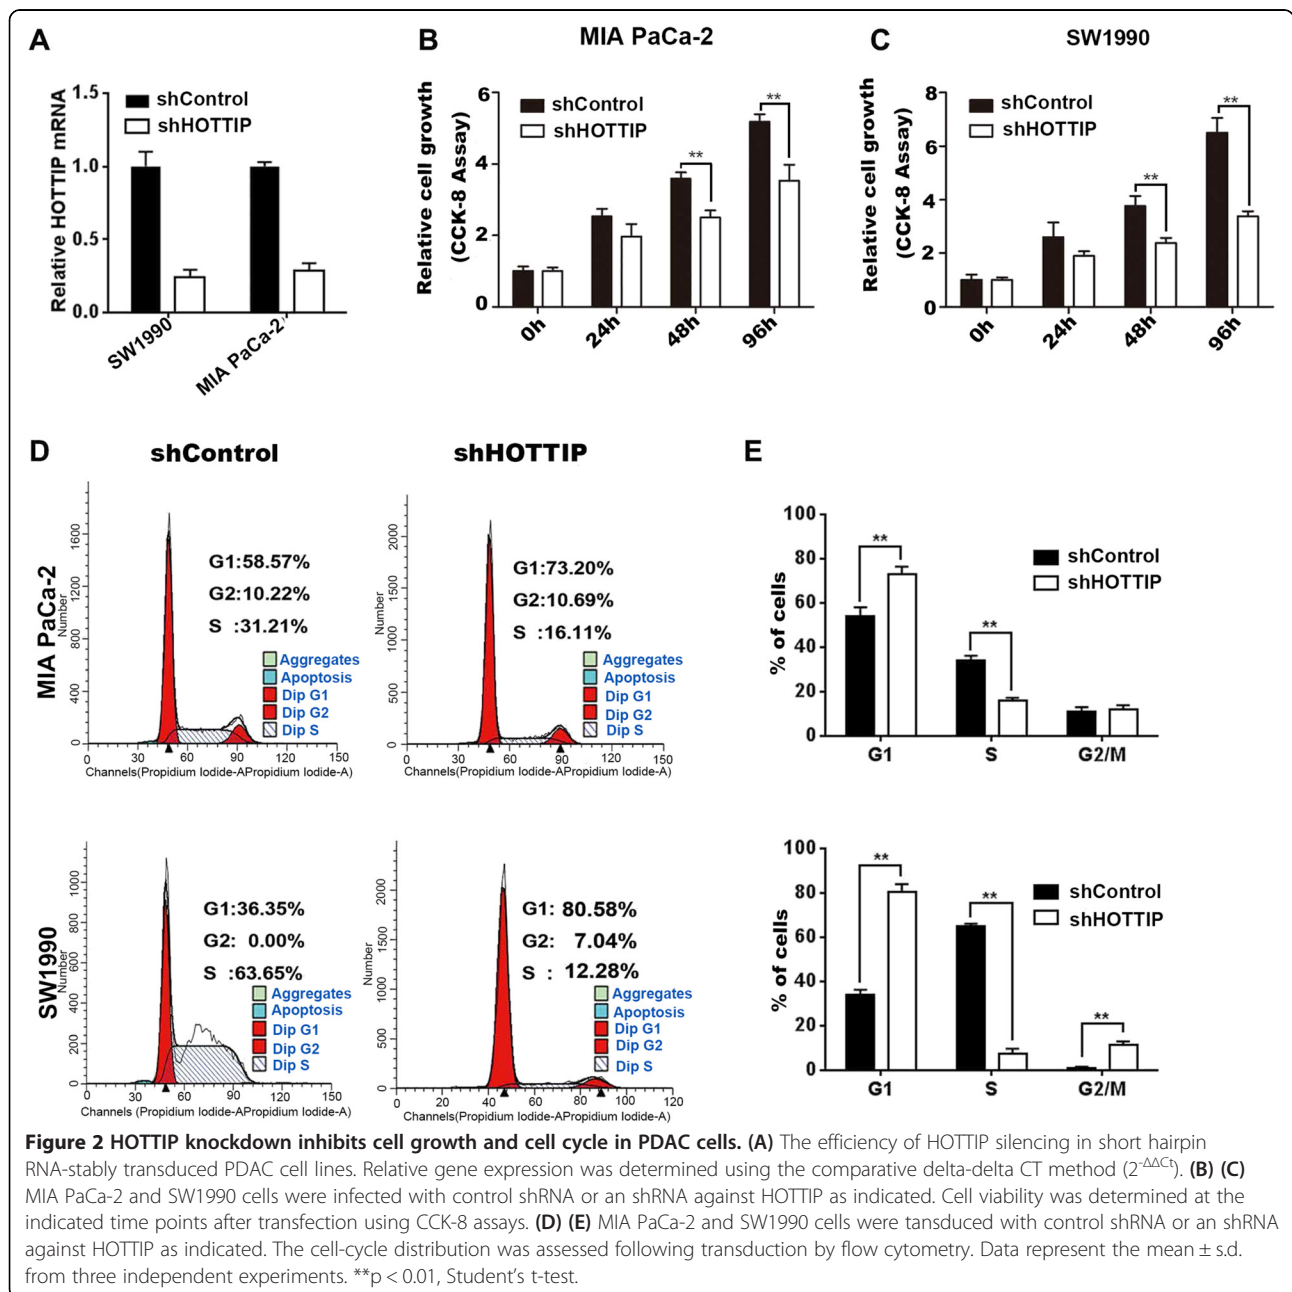 A
Relative HOTTIP mRNA
1.5
1.0
0.5
0.0
shControl
shHOTTIP
SW1990
MIA PaCa-2
B
MIA PaCa-2
Relative cell growth
(CCK-8 Assay)
6
4
2
0
shControl
shHOTTIP
**
**
0h
24h
48h
96h
C
SW1990
Relative cell growth
(CCK-8 Assay)
8
6
4
2
0
shControl
shHOTTIP
**
**
0h
24h
48h
96h
D
shControl
shHOTTIP
MIA PaCa-2
Number
1600
1200
800
400
0
G1:58.57%
G2:10.22%
S :31.21%
Aggregates
Apoptosis
Dip G1
Dip G2
Dip S
0 30 60 90 120 150
Channels(Propidium Iodide-APropidium Iodide-A)
Number
2000
1500
1000
500
0
G1:73.20%
G2:10.69%
S :16.11%
Aggregates
Apoptosis
Dip G1
Dip G2
Dip S
0 30 60 90 120 150
Channels(Propidium Iodide-APropidium Iodide-A)
SW1990
Number
1000
800
600
400
200
0
G1:36.35%
G2: 0.00%
S :63.65%
Aggregates
Apoptosis
Dip G1
Dip G2
Dip S
0 30 60 90 120 150
Channels (Propidium Iodide-APropidium Iodide-A)
Number
2000
1500
1000
500
0
G1: 80.58%
G2: 7.04%
S : 12.28%
Aggregates
Apoptosis
Dip G1
Dip G2
Dip S
0 20 40 60 80 100 120
Channels (Propidium Iodide-APropidium Iodide-A)
E
% of cells
100
80
60
40
20
0
**
**
shControl
shHOTTIP
G1 S G2/M
% of cells
100
80
60
40
20
0
**
**
**
shControl
shHOTTIP
G1 S G2/M
Figure 2 HOTTIP knockdown inhibits cell growth and cell cycle in PDAC cells. (A) The efficiency of HOTTIP silencing in short hairpin
RNA-stably transduced PDAC cell lines. Relative gene expression was determined using the comparative delta-delta CT method (2-ΔΔCt). (B) (C)
MIA PaCa-2 and SW1990 cells were infected with control shRNA or an shRNA against HOTTIP as indicated. Cell viability was determined at the
indicated time points after transfection using CCK-8 assays. (D) (E) MIA PaCa-2 and SW1990 cells were tansduced with control shRNA or an shRNA
against HOTTIP as indicated. The cell-cycle distribution was assessed following transduction by flow cytometry. Data represent the mean ± s.d.
from three independent experiments. **p < 0.01, Student's t-test.